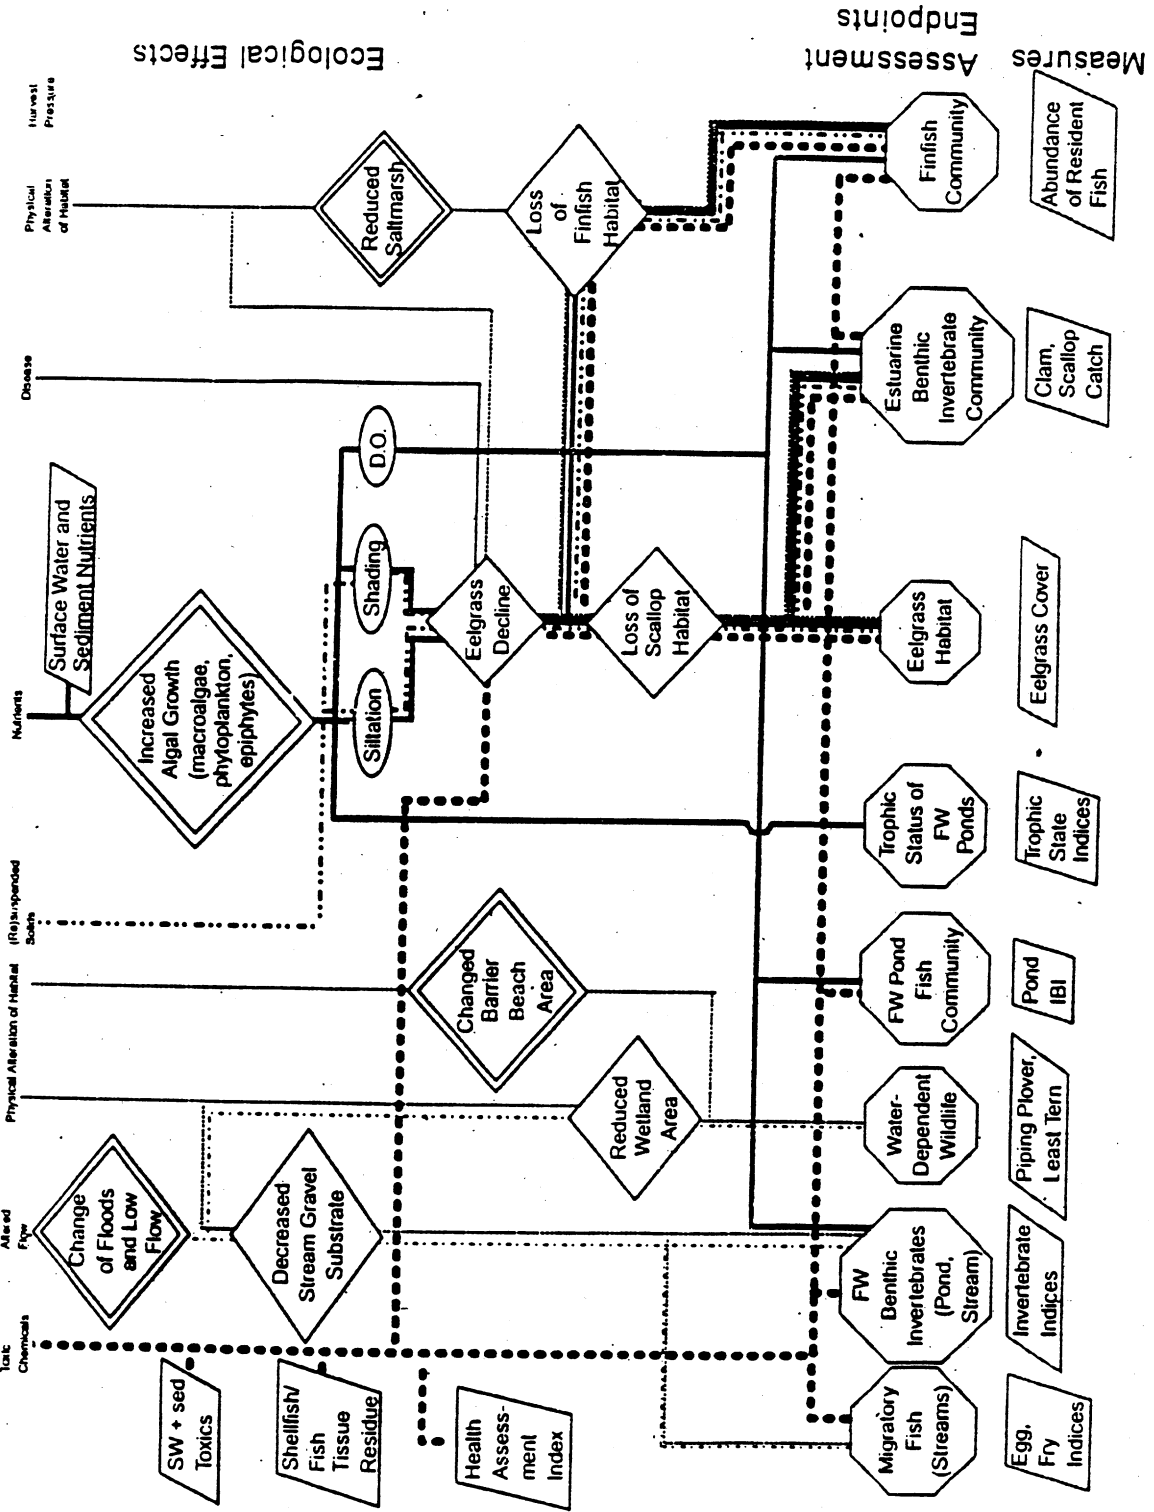 Toxic
Chemicals
Altered
Flow
Physical Alteration of Habitat
(Re)suspended
Solids
Nutrients
Disease
Physical
Alteration
of Habitat
Harvest
Pressure
SW + sed
Toxics
Shellfish/
Fish
Tissue
Residue
Health
Assess-
ment
Index
Change
of Floods
and Low
Flow
Decreased
Stream Gravel
Substrate
Reduced
Wetland
Area
Changed
Barrier
Beach
Area
Surface Water and
Sediment Nutrients
Increased
Algal Growth
(macroalgae,
phytoplankton,
epiphytes)
Siltation
Shading
D.O.
Eelgrass
Decline
Loss of
Scallop
Habitat
Reduced
Saltmarsh
Loss
of
Finfish
Habitat
Ecological Effects
Migratory
Fish
(Streams)
FW
Benthic
Invertebrates
(Pond,
Stream)
Water-
Dependent
Wildlife
FW Pond
Fish
Community
Trophic
Status of
FW
Ponds
Eelgrass
Habitat
Estuarine
Benthic
Invertebrate
Community
Finfish
Community
Assessment
Endpoints
Egg,
Fry
Indices
Invertebrate
Indices
Piping Plover,
Least Tern
Pond
IBI
Trophic
State
Indices
Eelgrass Cover
Clam,
Scallop
Catch
Abundance
of Resident
Fish
Measures